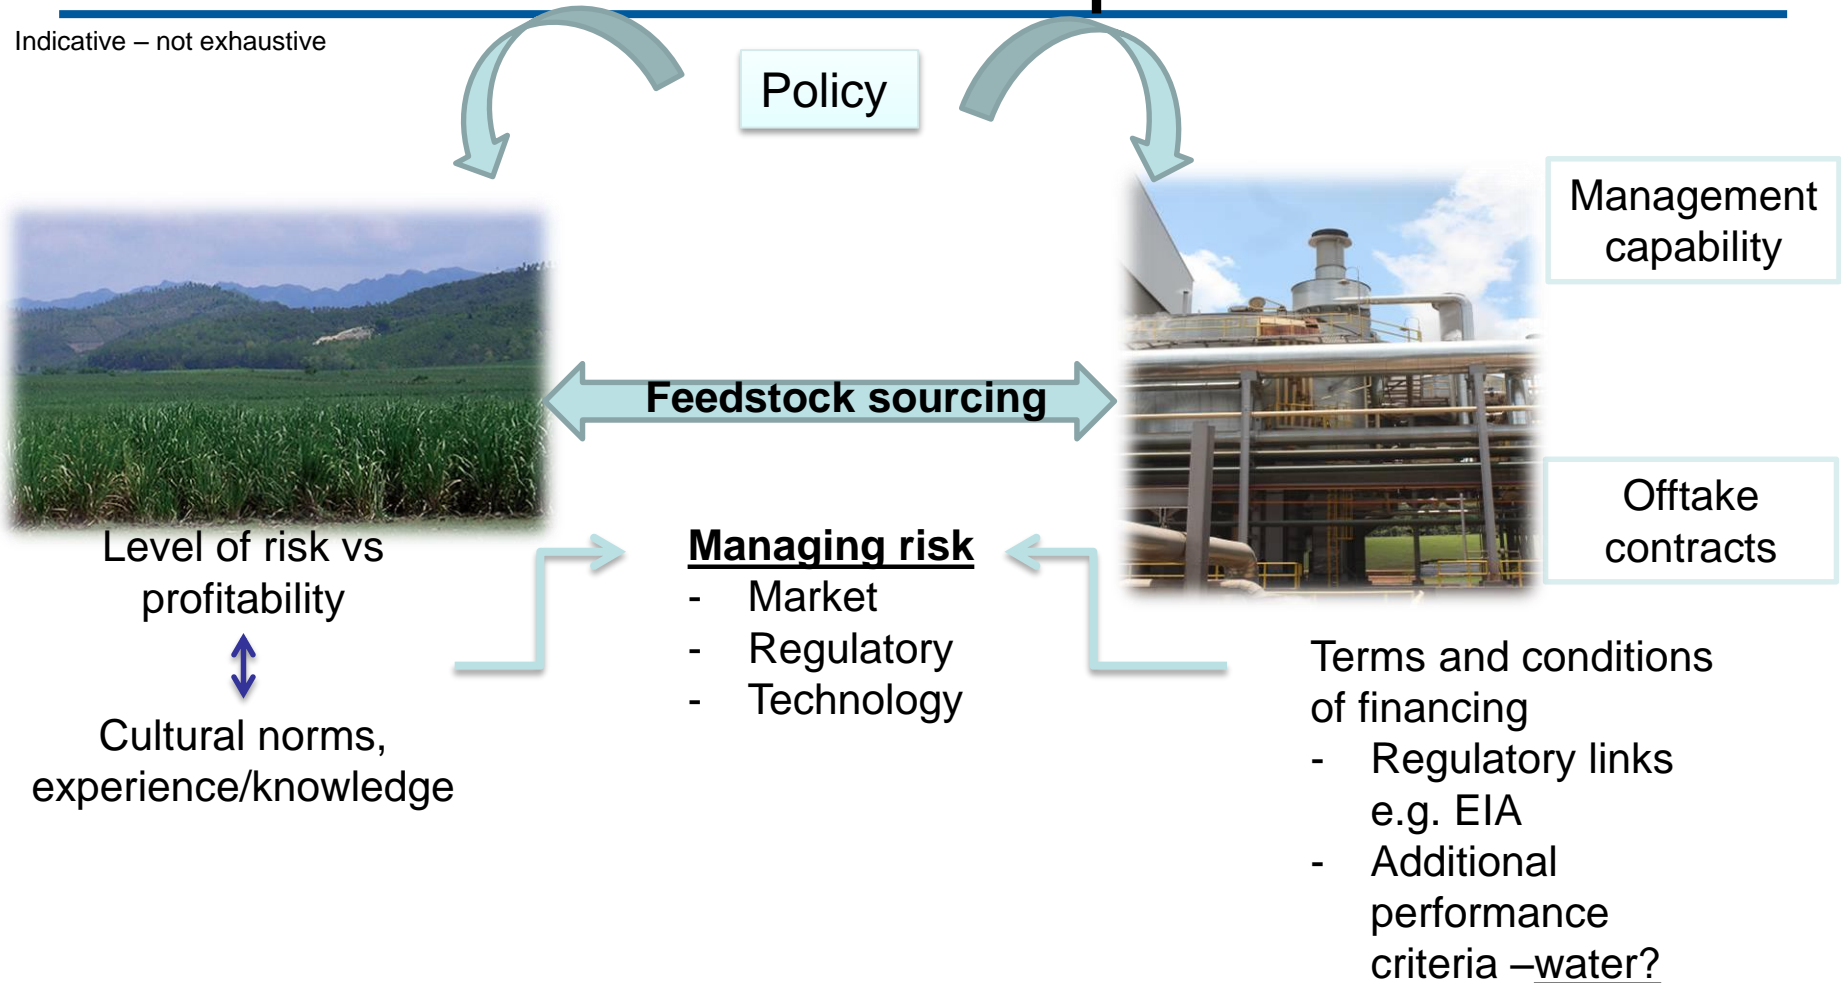 Indicative – not exhaustive
Policy
Management
capability
Feedstock sourcing
Offtake
contracts
Level of risk vs
profitability
Cultural norms,
experience/knowledge
Managing risk
- Market
- Regulatory
- Technology
Terms and conditions
of financing
- Regulatory links
e.g. EIA
- Additional
performance
criteria –water?